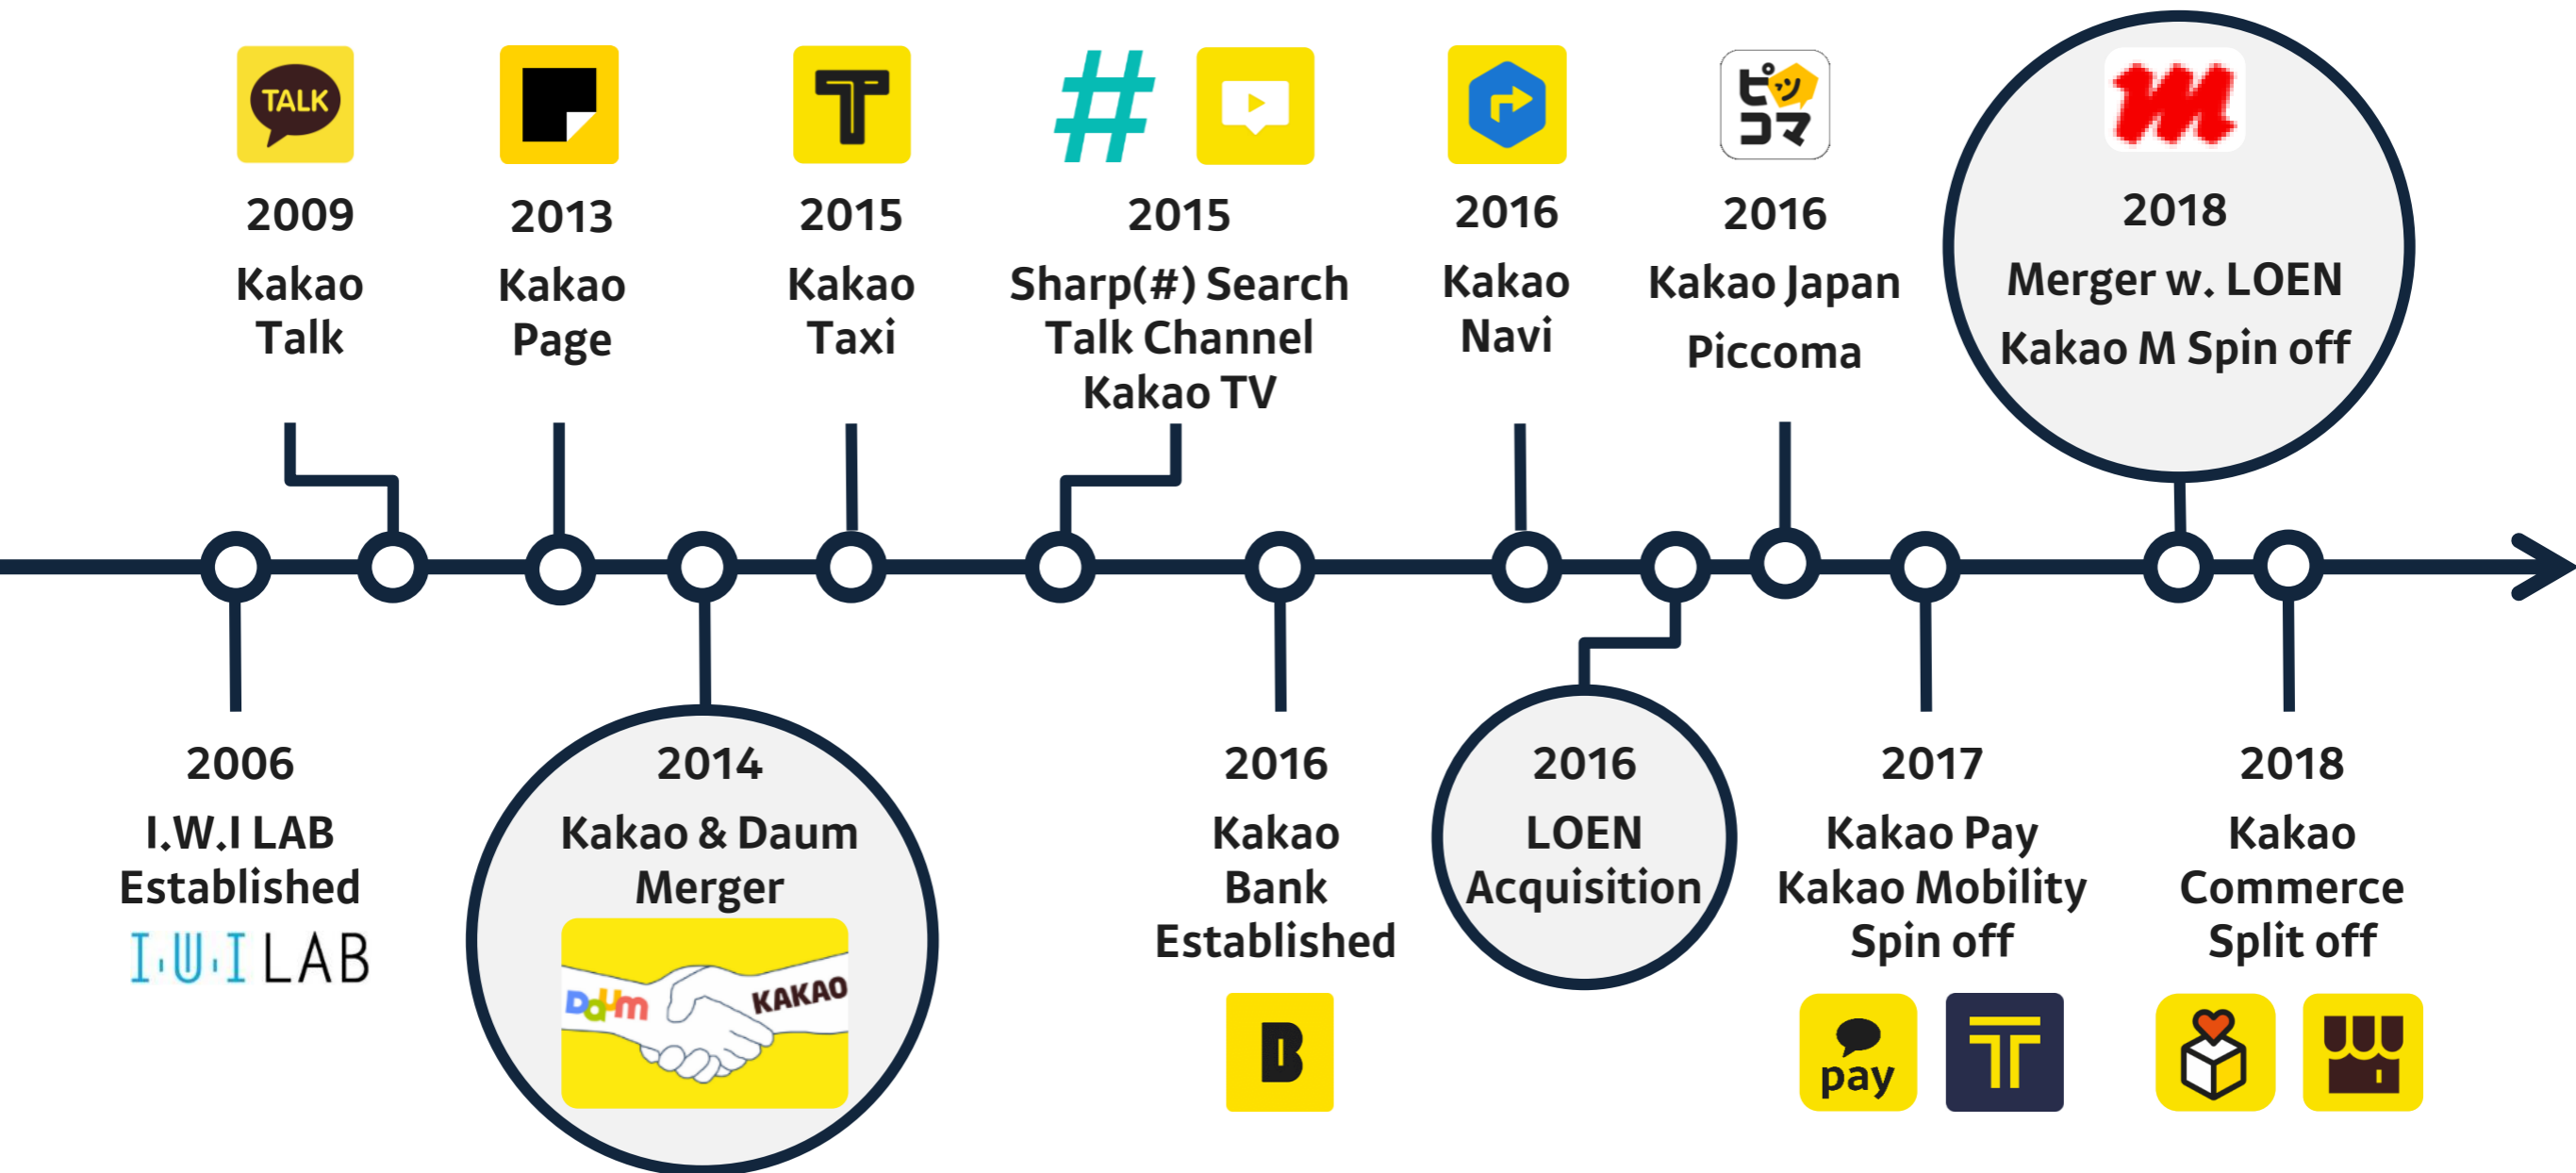 TALK
2009
Kakao
Talk
2013
Kakao
Page
T
2015
Kakao
Taxi
#
2015
Sharp(#) Search
Talk Channel
Kakao TV
2016
Kakao
Navi
ピッ
コマ
2016
Kakao Japan
Piccoma
m
2018
Merger w. LOEN
Kakao M Spin off
2006
I.W.I LAB
Established
I.W.I LAB
2014
Kakao & Daum
Merger
Daum
KAKAO
2016
Kakao
Bank
Established
B
2016
LOEN
Acquisition
2017
Kakao Pay
Kakao Mobility
Spin off
pay
T
2018
Kakao
Commerce
Split off